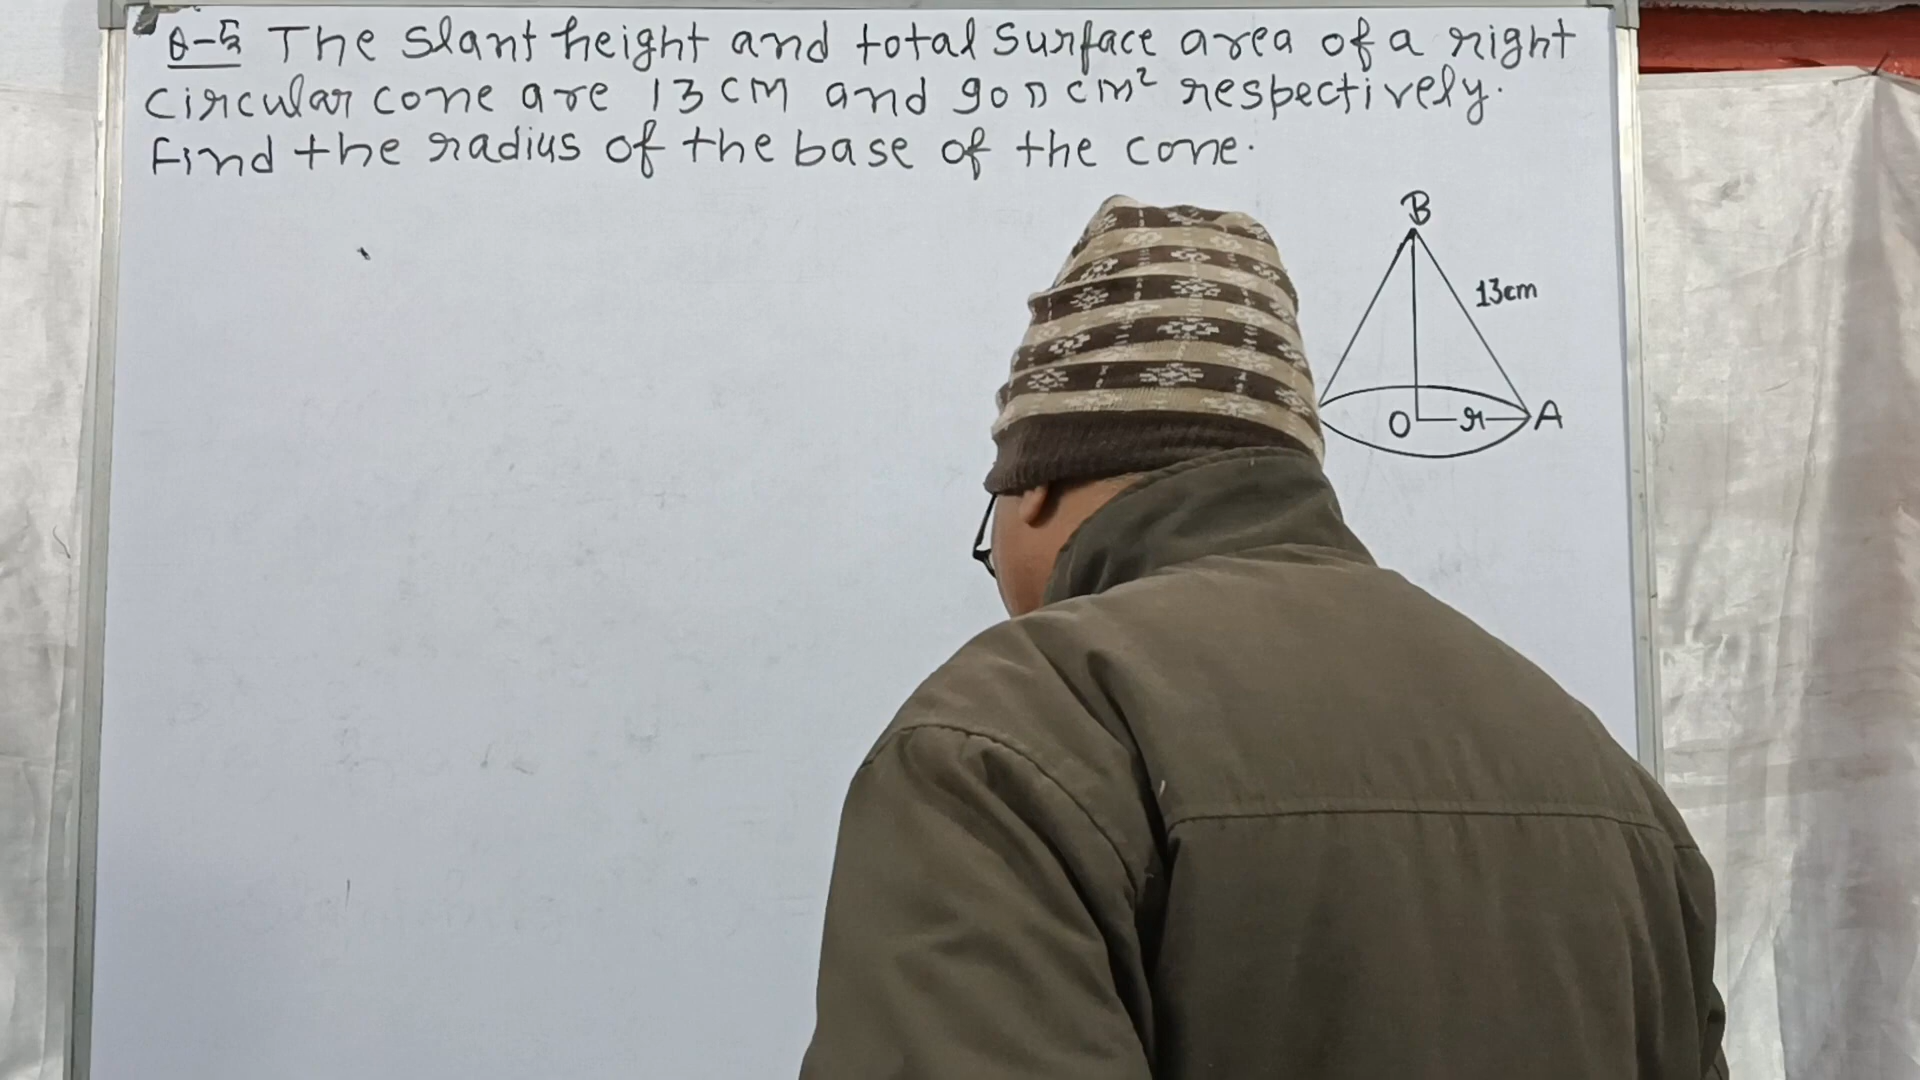 Q-5 The slant height and total surface area of a right
circular cone are 13 cm and 90π cm² respectively.
Find the radius of the base of the cone.
B
13cm
O r A